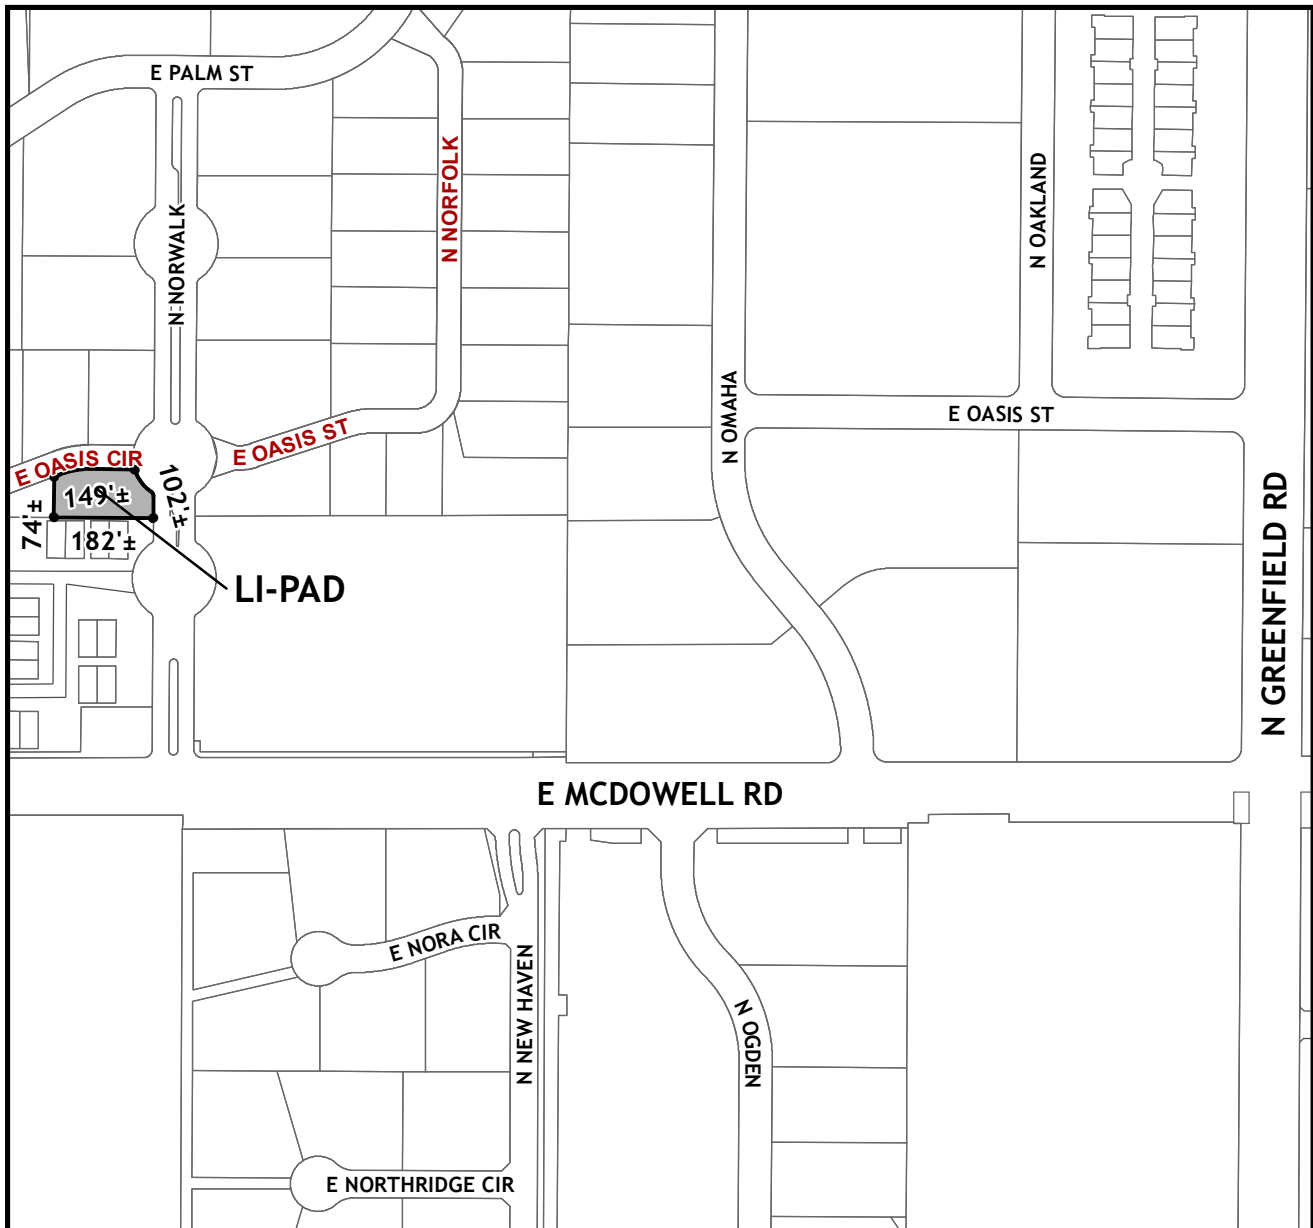 E PALM ST
N NORFOLK
N OAKLAND
N NORWALK
N OMAHA
E OASIS ST
E OASIS ST
E OASIS CIR
149'±
102'±
74'±
182'±
LI-PAD
N GREENFIELD RD
E MCDOWELL RD
E NORA CIR
N NEW HAVEN
N OGDEN
E NORTHRIDGE CIR